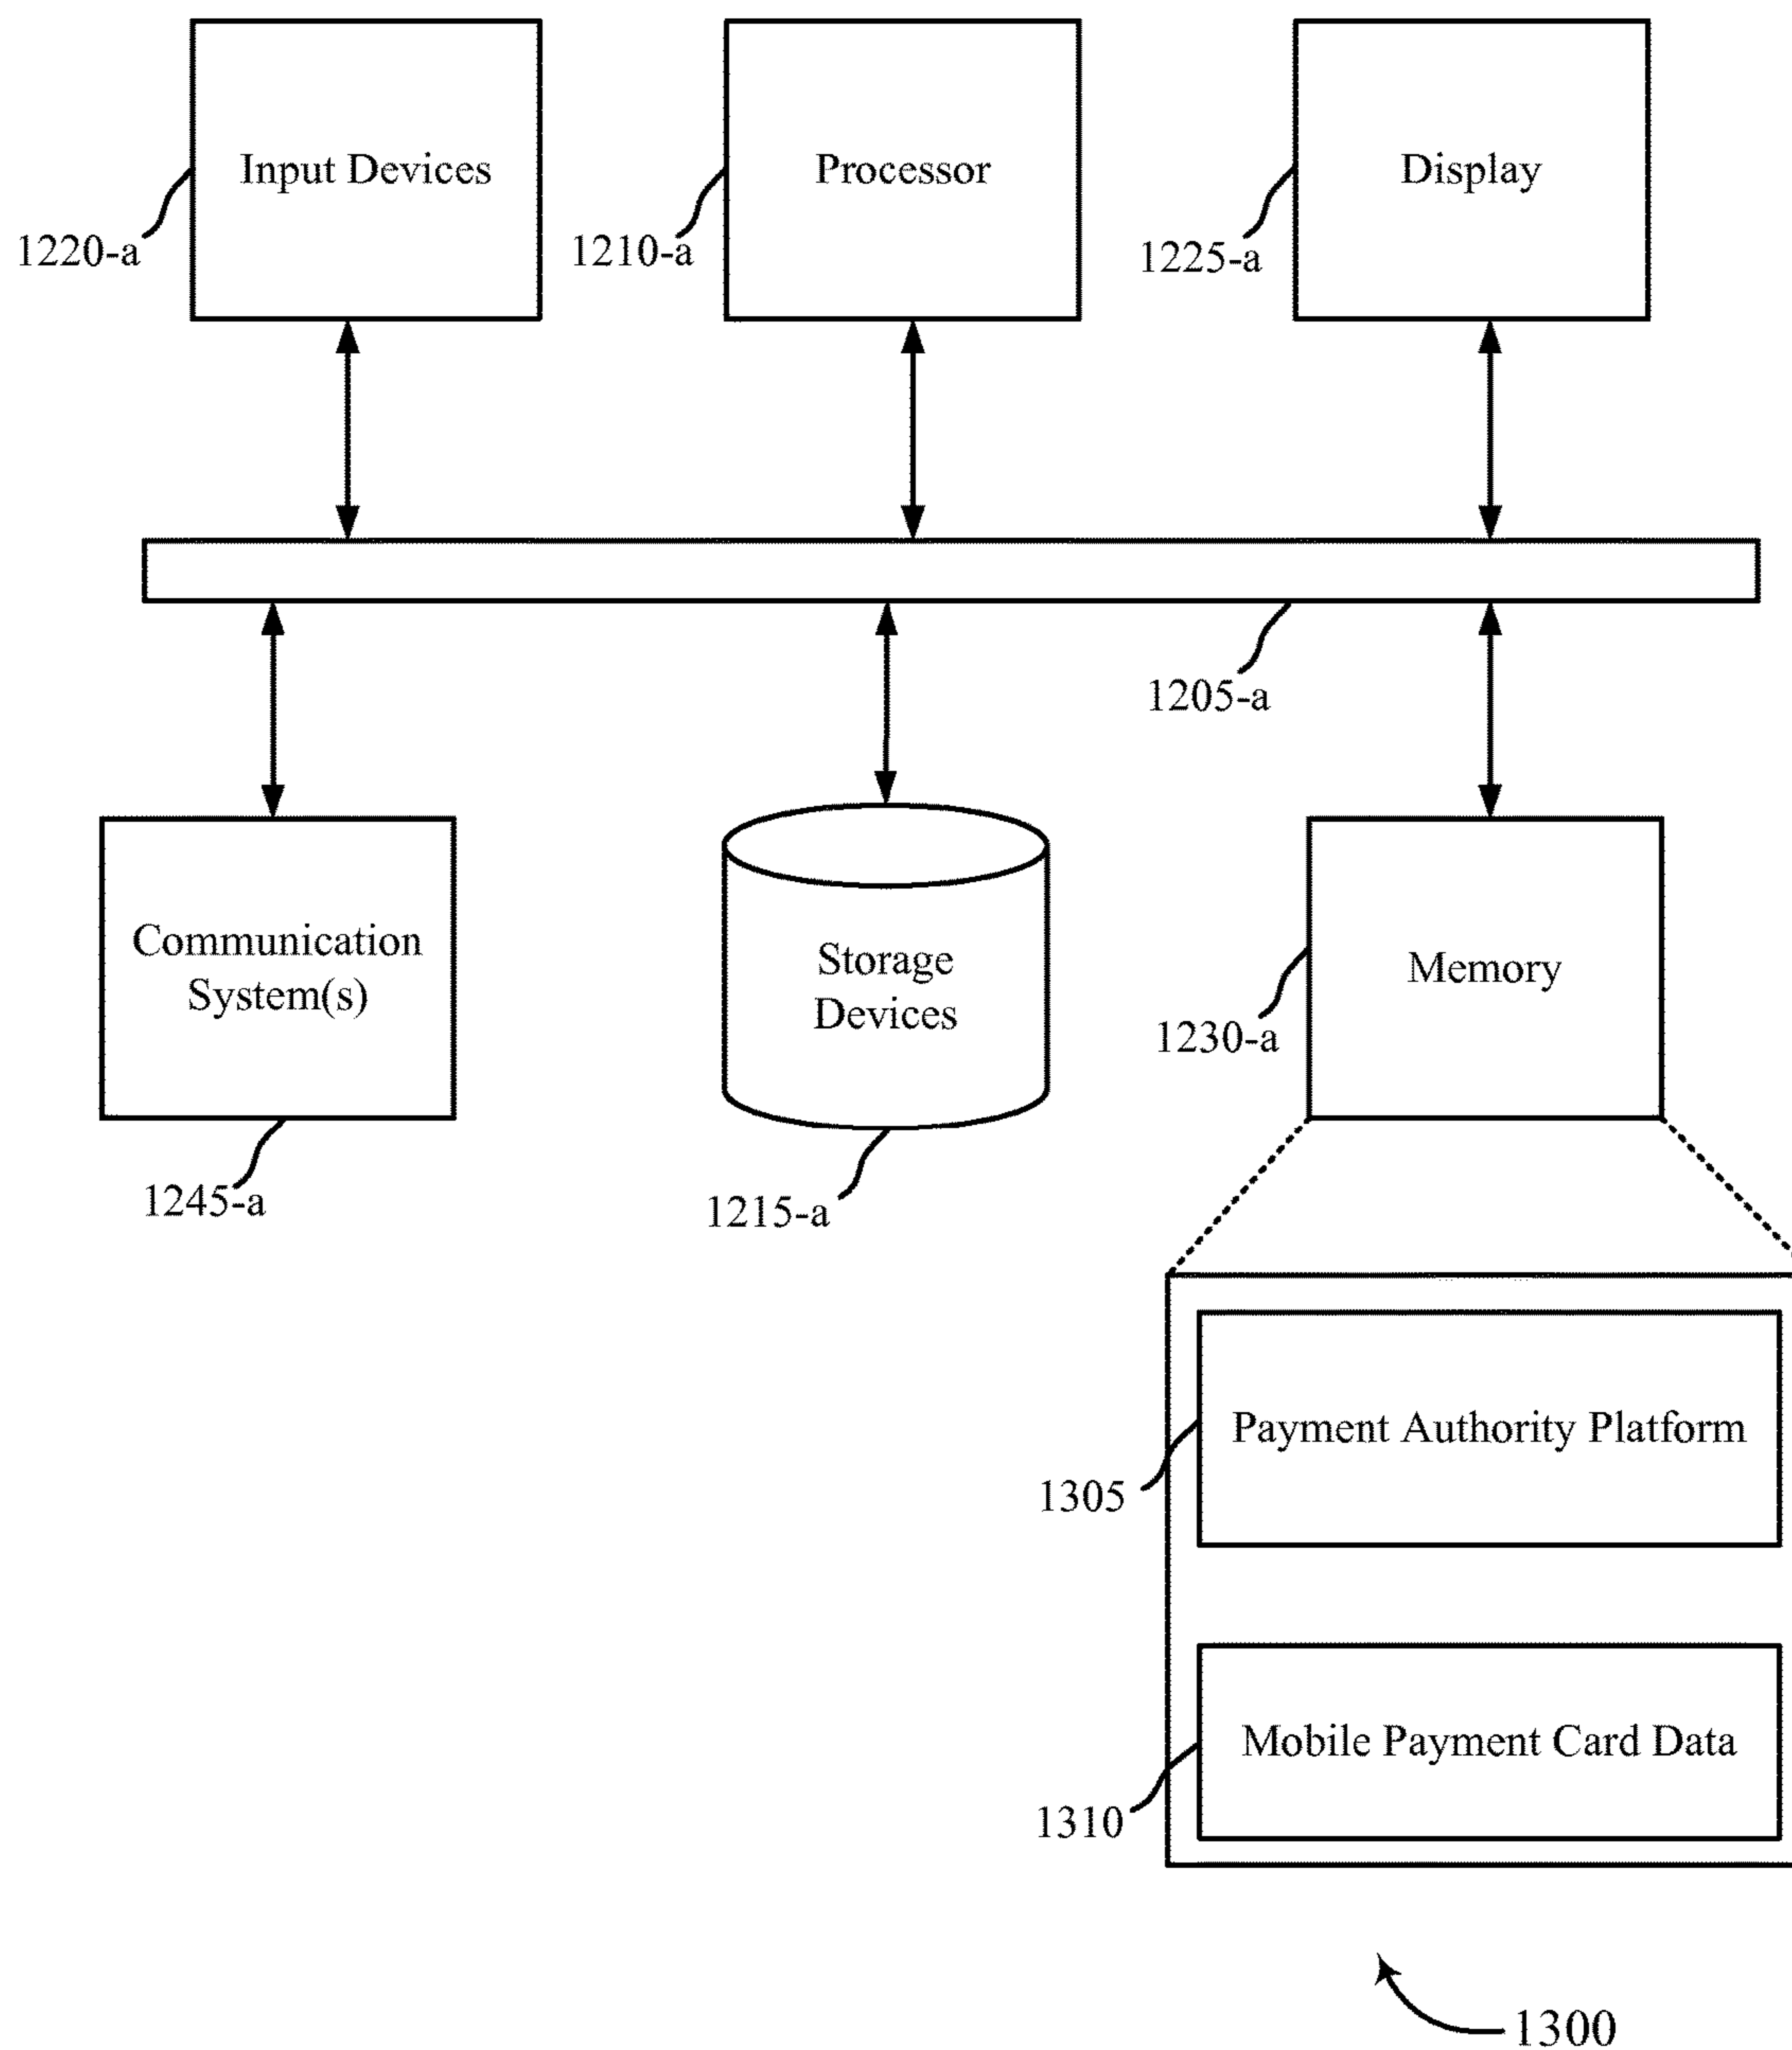 Input Devices
Processor
Display
1220-a
1210-a
1225-a
1205-a
Communication
System(s)
Storage
Devices
Memory
1230-a
1245-a
1215-a
Payment Authority Platform
1305
Mobile Payment Card Data
1310
1300